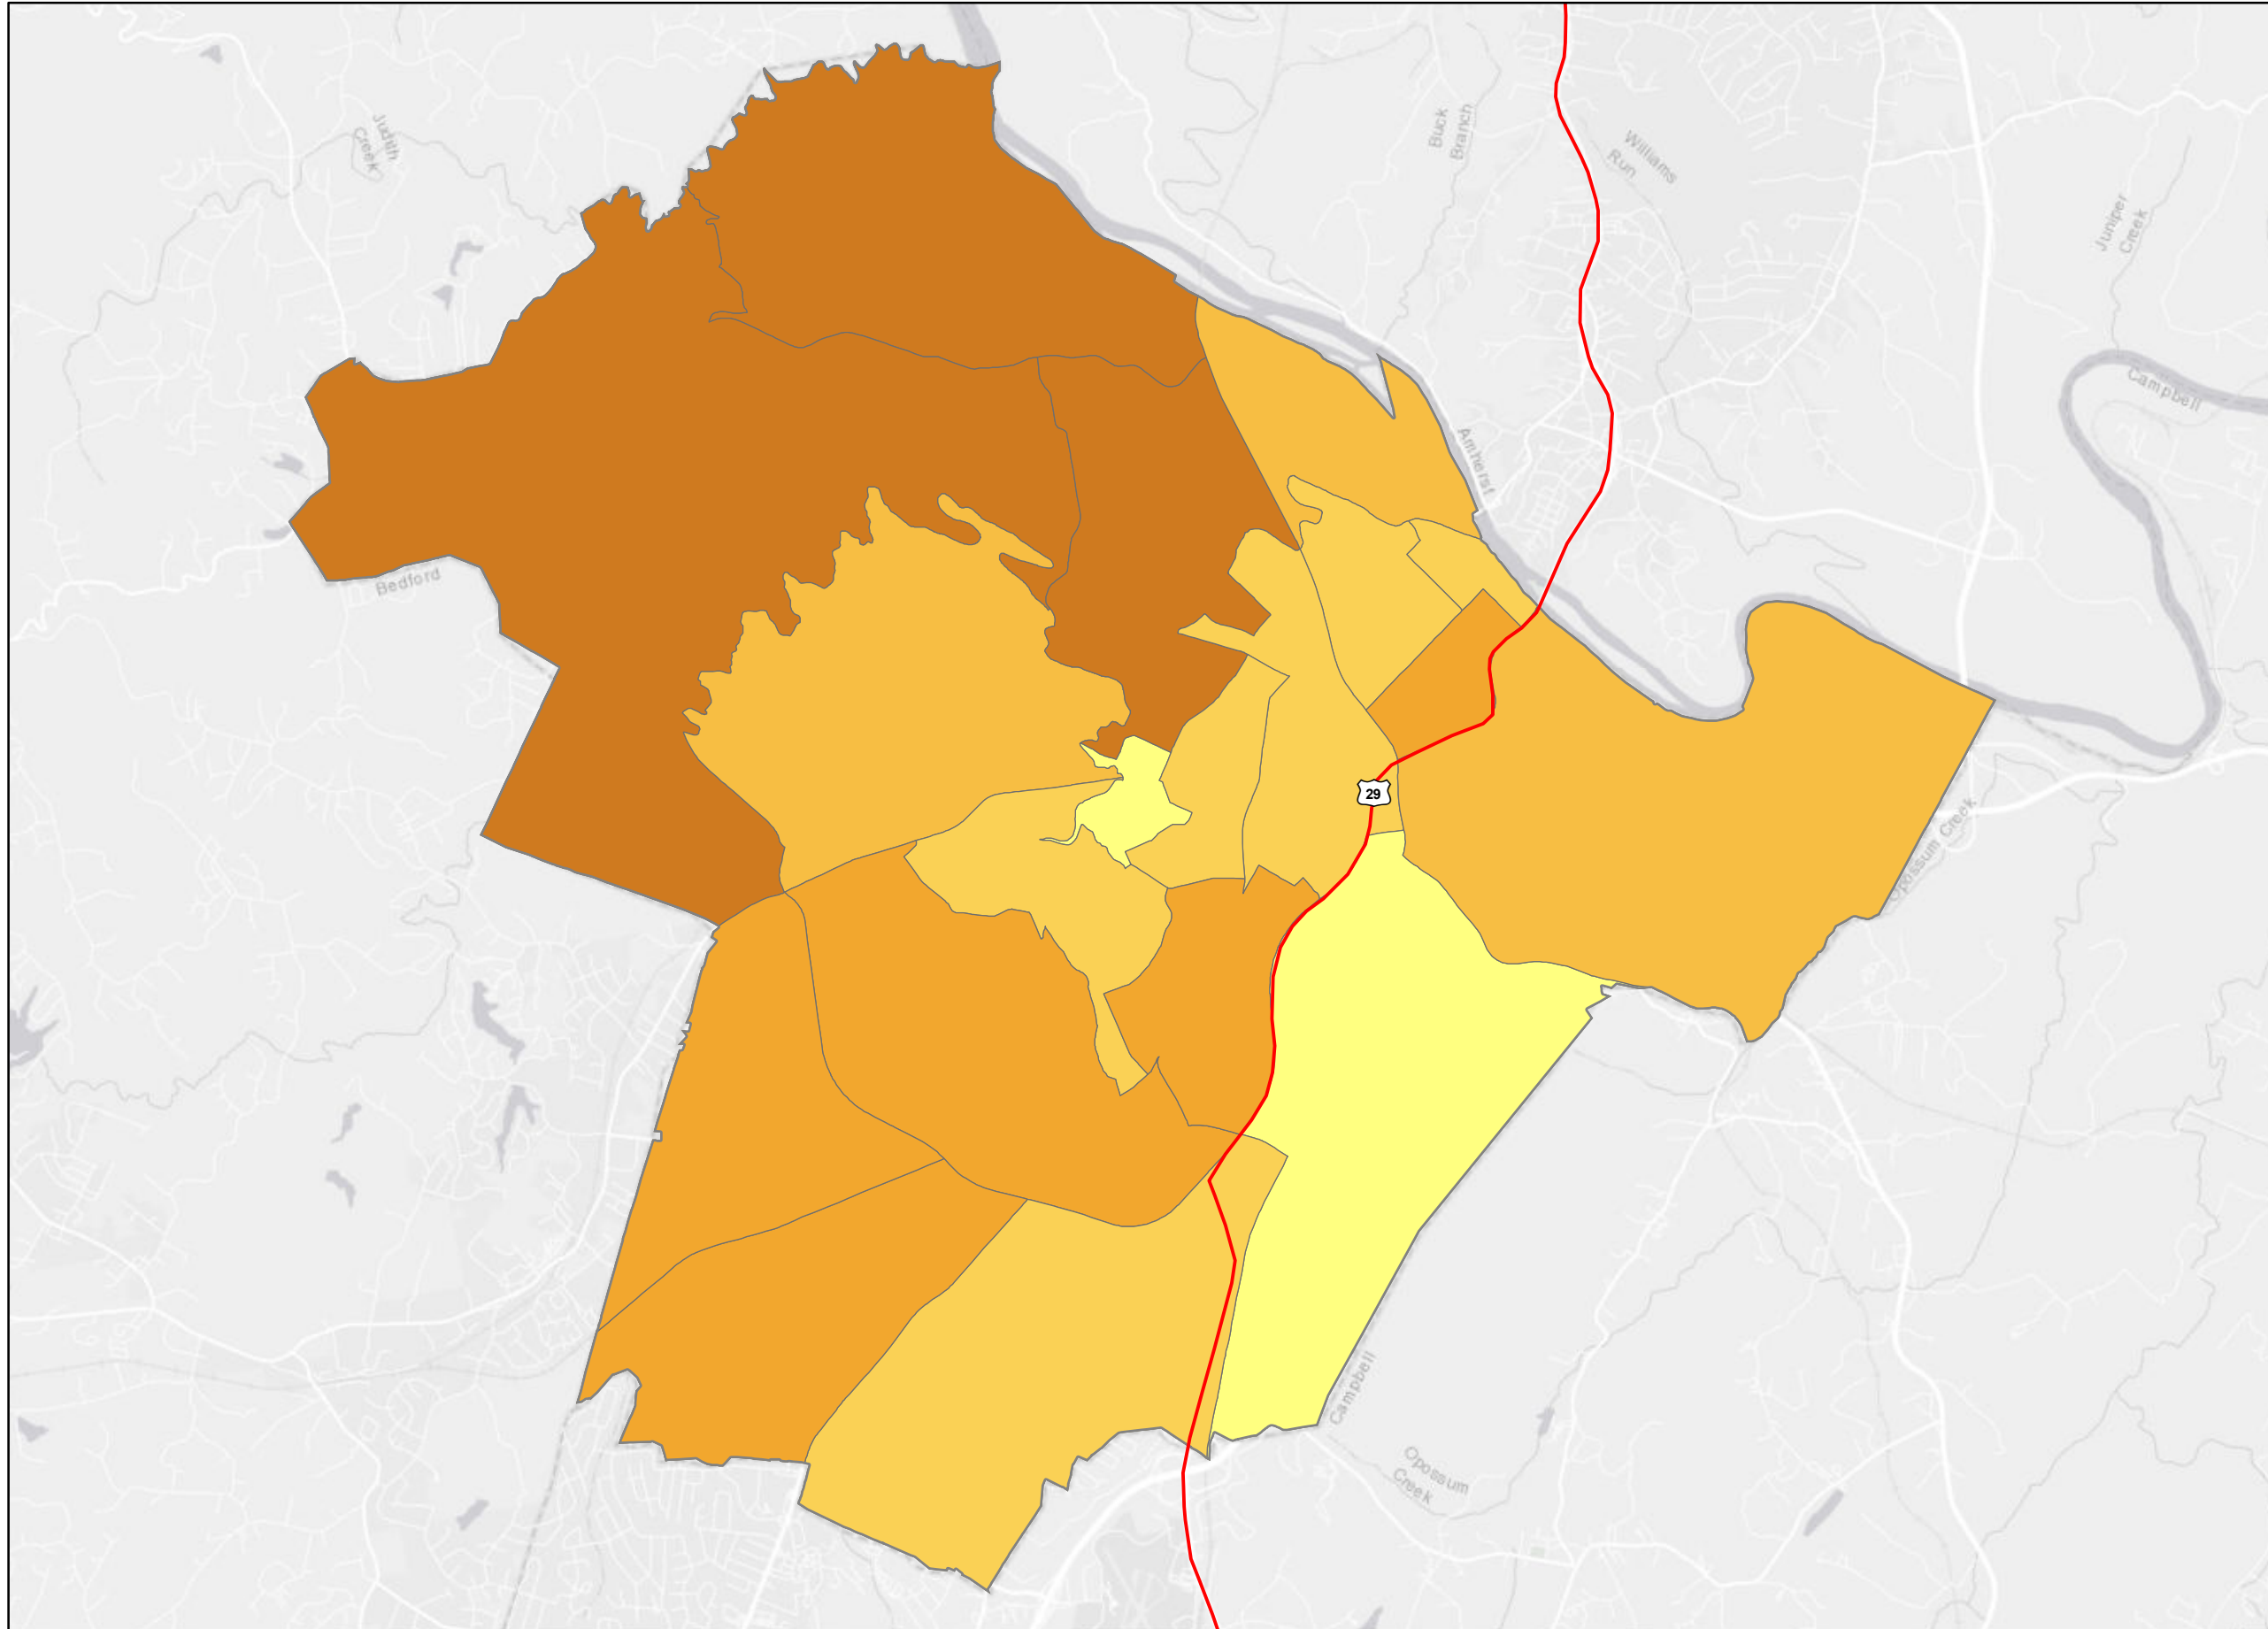 Judith
Creek
Buck
Branch
Williams
Run
Juniper
Creek
Campbell
Amherst
Bedford
29
Opossum Creek
Campbell
Opossum
Creek